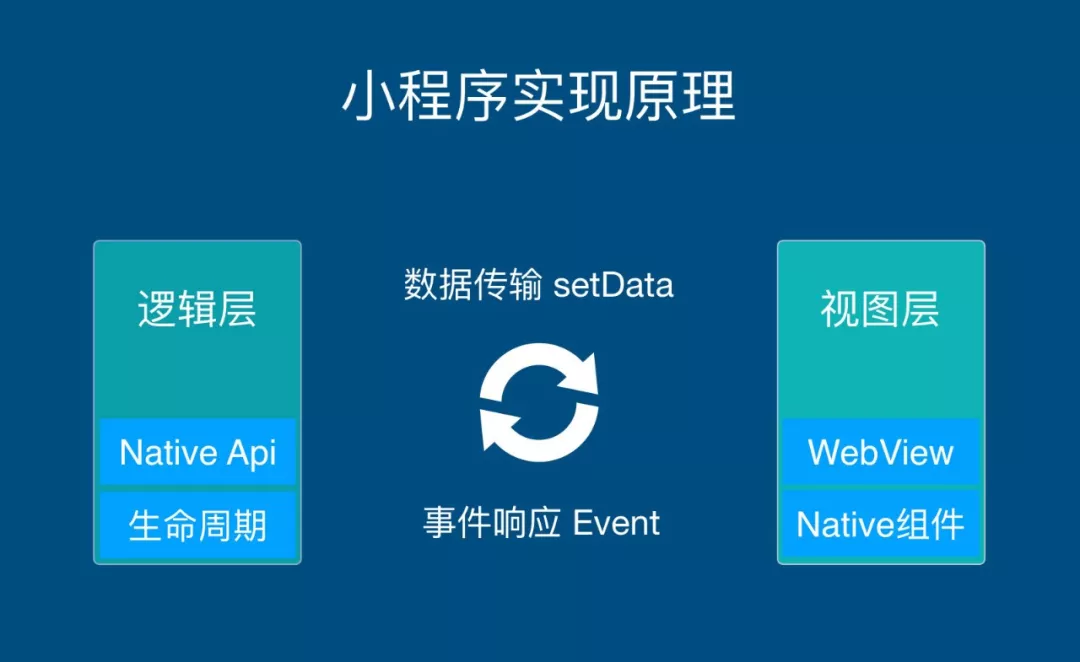 小程序实现原理
逻辑层
Native Api
生命周期
数据传输 setData
事件响应 Event
视图层
WebView
Native组件